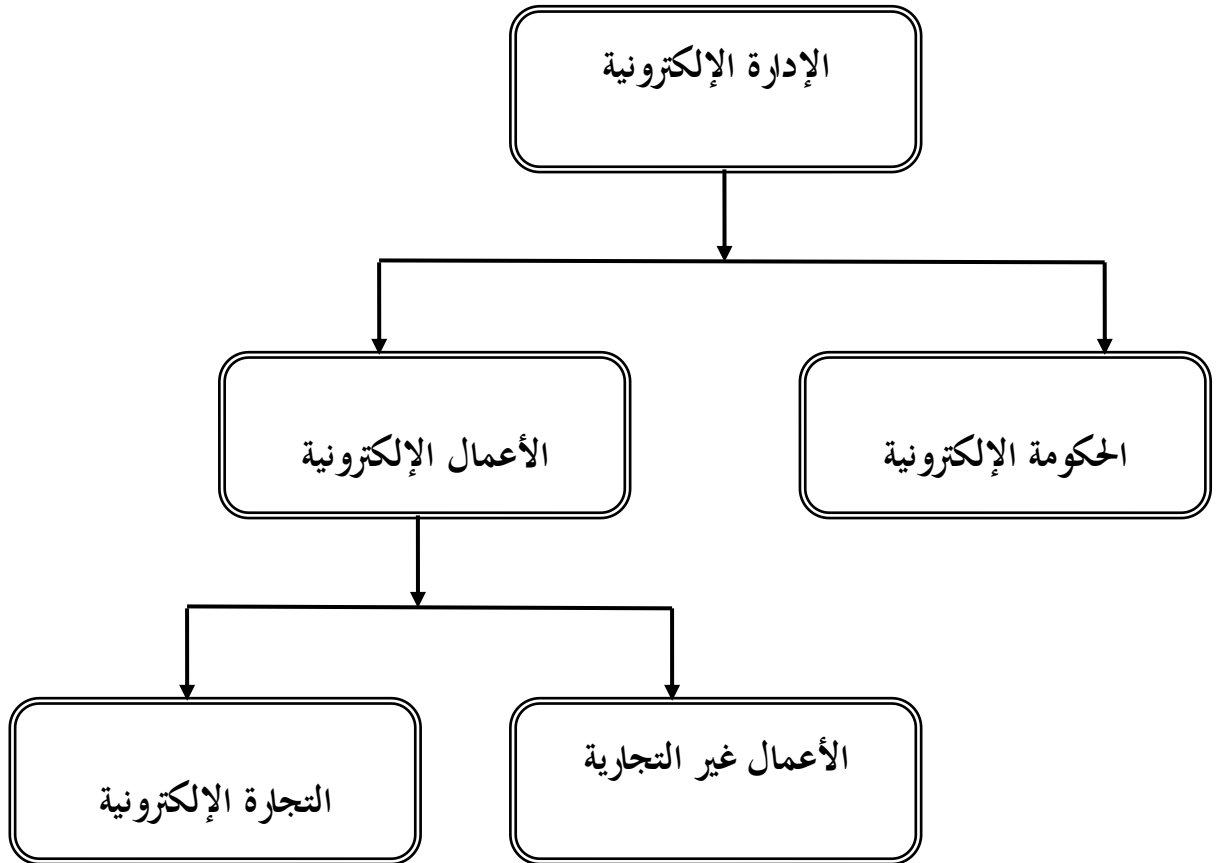 الإدارة الإلكترونية
الحكومة الإلكترونية
الأعمال الإلكترونية
الأعمال غير التجارية
التجارة الإلكترونية